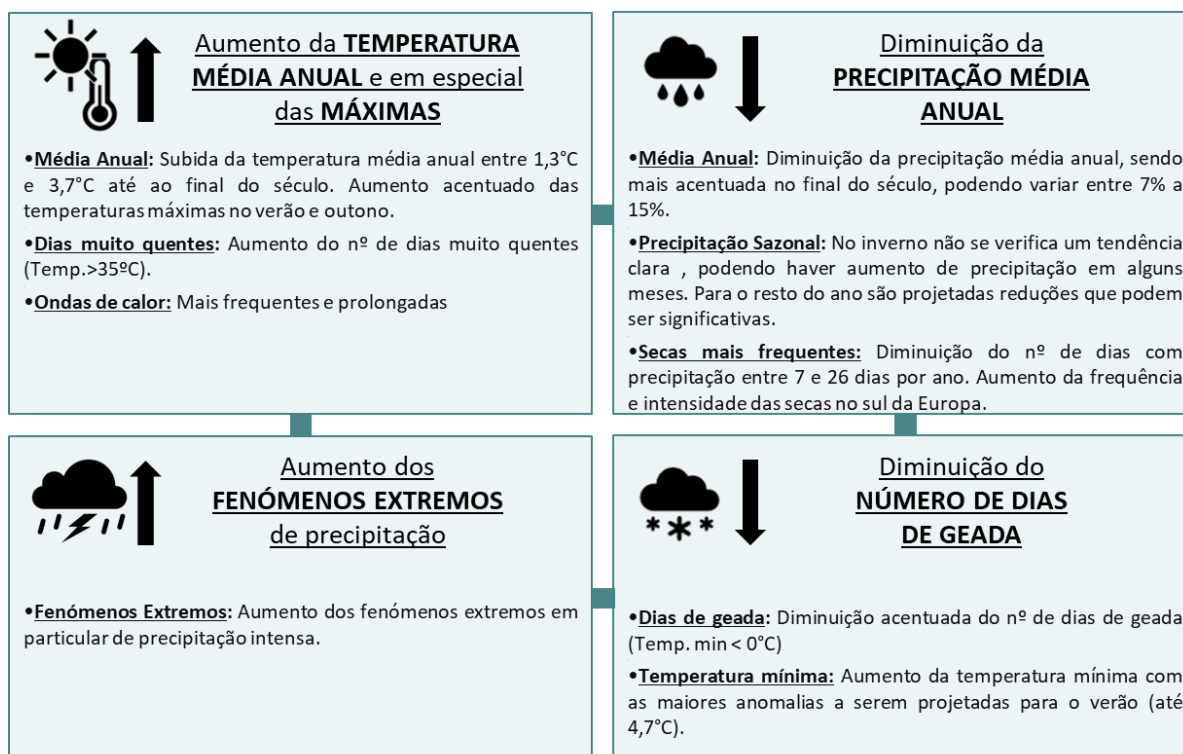 Aumento da TEMPERATURA
MÉDIA ANUAL e em especial
das MÁXIMAS
•Média Anual: Subida da temperatura média anual entre 1,3°C
e 3,7°C até ao final do século. Aumento acentuado das
temperaturas máximas no verão e outono.
•Dias muito quentes: Aumento do nº de dias muito quentes
(Temp.>35ºC).
•Ondas de calor: Mais frequentes e prolongadas
Diminuição da
PRECIPITAÇÃO MÉDIA
ANUAL
•Média Anual: Diminuição da precipitação média anual, sendo
mais acentuada no final do século, podendo variar entre 7% a
15%.
•Precipitação Sazonal: No inverno não se verifica um tendência
clara , podendo haver aumento de precipitação em alguns
meses. Para o resto do ano são projetadas reduções que podem
ser significativas.
•Secas mais frequentes: Diminuição do nº de dias com
precipitação entre 7 e 26 dias por ano. Aumento da frequência
e intensidade das secas no sul da Europa.
Aumento dos
FENÓMENOS EXTREMOS
de precipitação
•Fenómenos Extremos: Aumento dos fenómenos extremos em
particular de precipitação intensa.
Diminuição do
NÚMERO DE DIAS
DE GEADA
•Dias de geada: Diminuição acentuada do nº de dias de geada
(Temp. min < 0°C)
•Temperatura mínima: Aumento da temperatura mínima com
as maiores anomalias a serem projetadas para o verão (até
4,7°C).